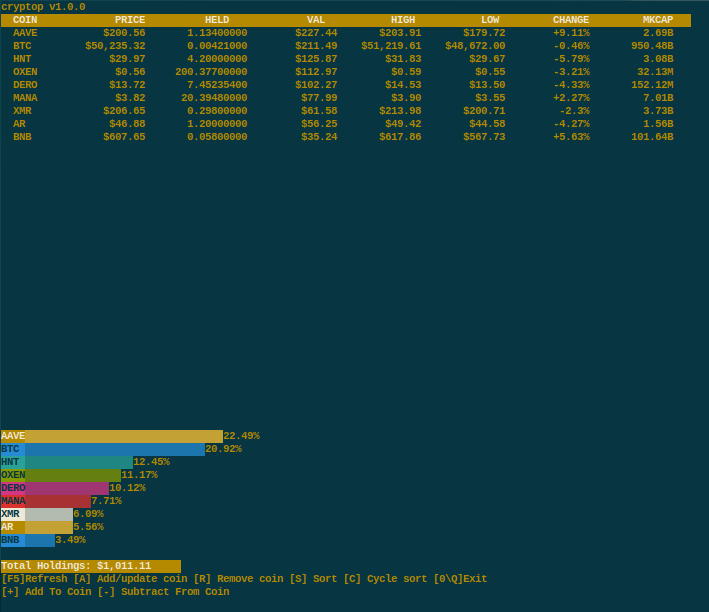 cryptop v1.0.0
COIN PRICE HELD VAL HIGH LOW CHANGE MKCAP
AAVE $200.56 1.13400000 $227.44 $203.91 $179.72 +9.11% 2.69B
BTC $50,235.32 0.00421000 $211.49 $51,219.61 $48,672.00 -0.46% 950.48B
HNT $29.97 4.20000000 $125.87 $31.83 $29.67 -5.79% 3.08B
OXEN $0.56 200.37700000 $112.97 $0.59 $0.55 -3.21% 32.13M
DERO $13.72 7.45235400 $102.27 $14.53 $13.50 -4.33% 152.12M
MANA $3.82 20.39480000 $77.99 $3.90 $3.55 +2.27% 7.01B
XMR $206.65 0.29800000 $61.58 $213.98 $200.71 -2.3% 3.73B
AR $46.88 1.20000000 $56.25 $49.42 $44.58 -4.27% 1.56B
BNB $607.65 0.05800000 $35.24 $617.86 $567.73 +5.63% 101.64B
AAVE 22.49%
BTC 20.92%
HNT 12.45%
OXEN 11.17%
DERO 10.12%
MANA 7.71%
XMR 6.09%
AR 5.56%
BNB 3.49%
Total Holdings: $1,011.11
[F5]Refresh [A] Add/update coin [R] Remove coin [S] Sort [C] Cycle sort [0\Q]Exit
[+] Add To Coin [-] Subtract From Coin